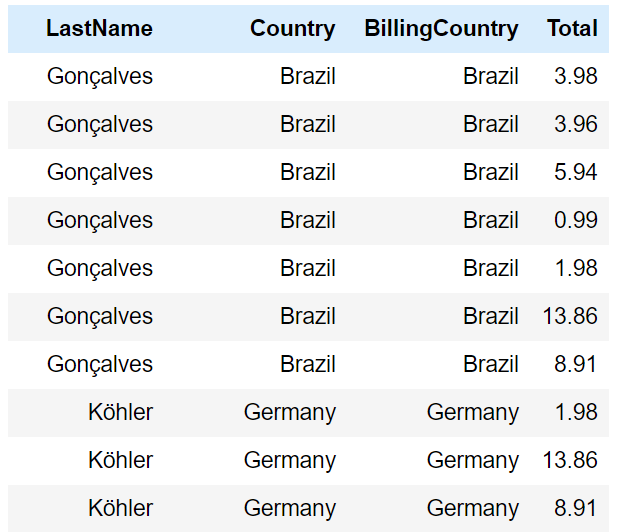 LastName Country BillingCountry Total
Gonçalves Brazil Brazil 3.98
Gonçalves Brazil Brazil 3.96
Gonçalves Brazil Brazil 5.94
Gonçalves Brazil Brazil 0.99
Gonçalves Brazil Brazil 1.98
Gonçalves Brazil Brazil 13.86
Gonçalves Brazil Brazil 8.91
Köhler Germany Germany 1.98
Köhler Germany Germany 13.86
Köhler Germany Germany 8.91